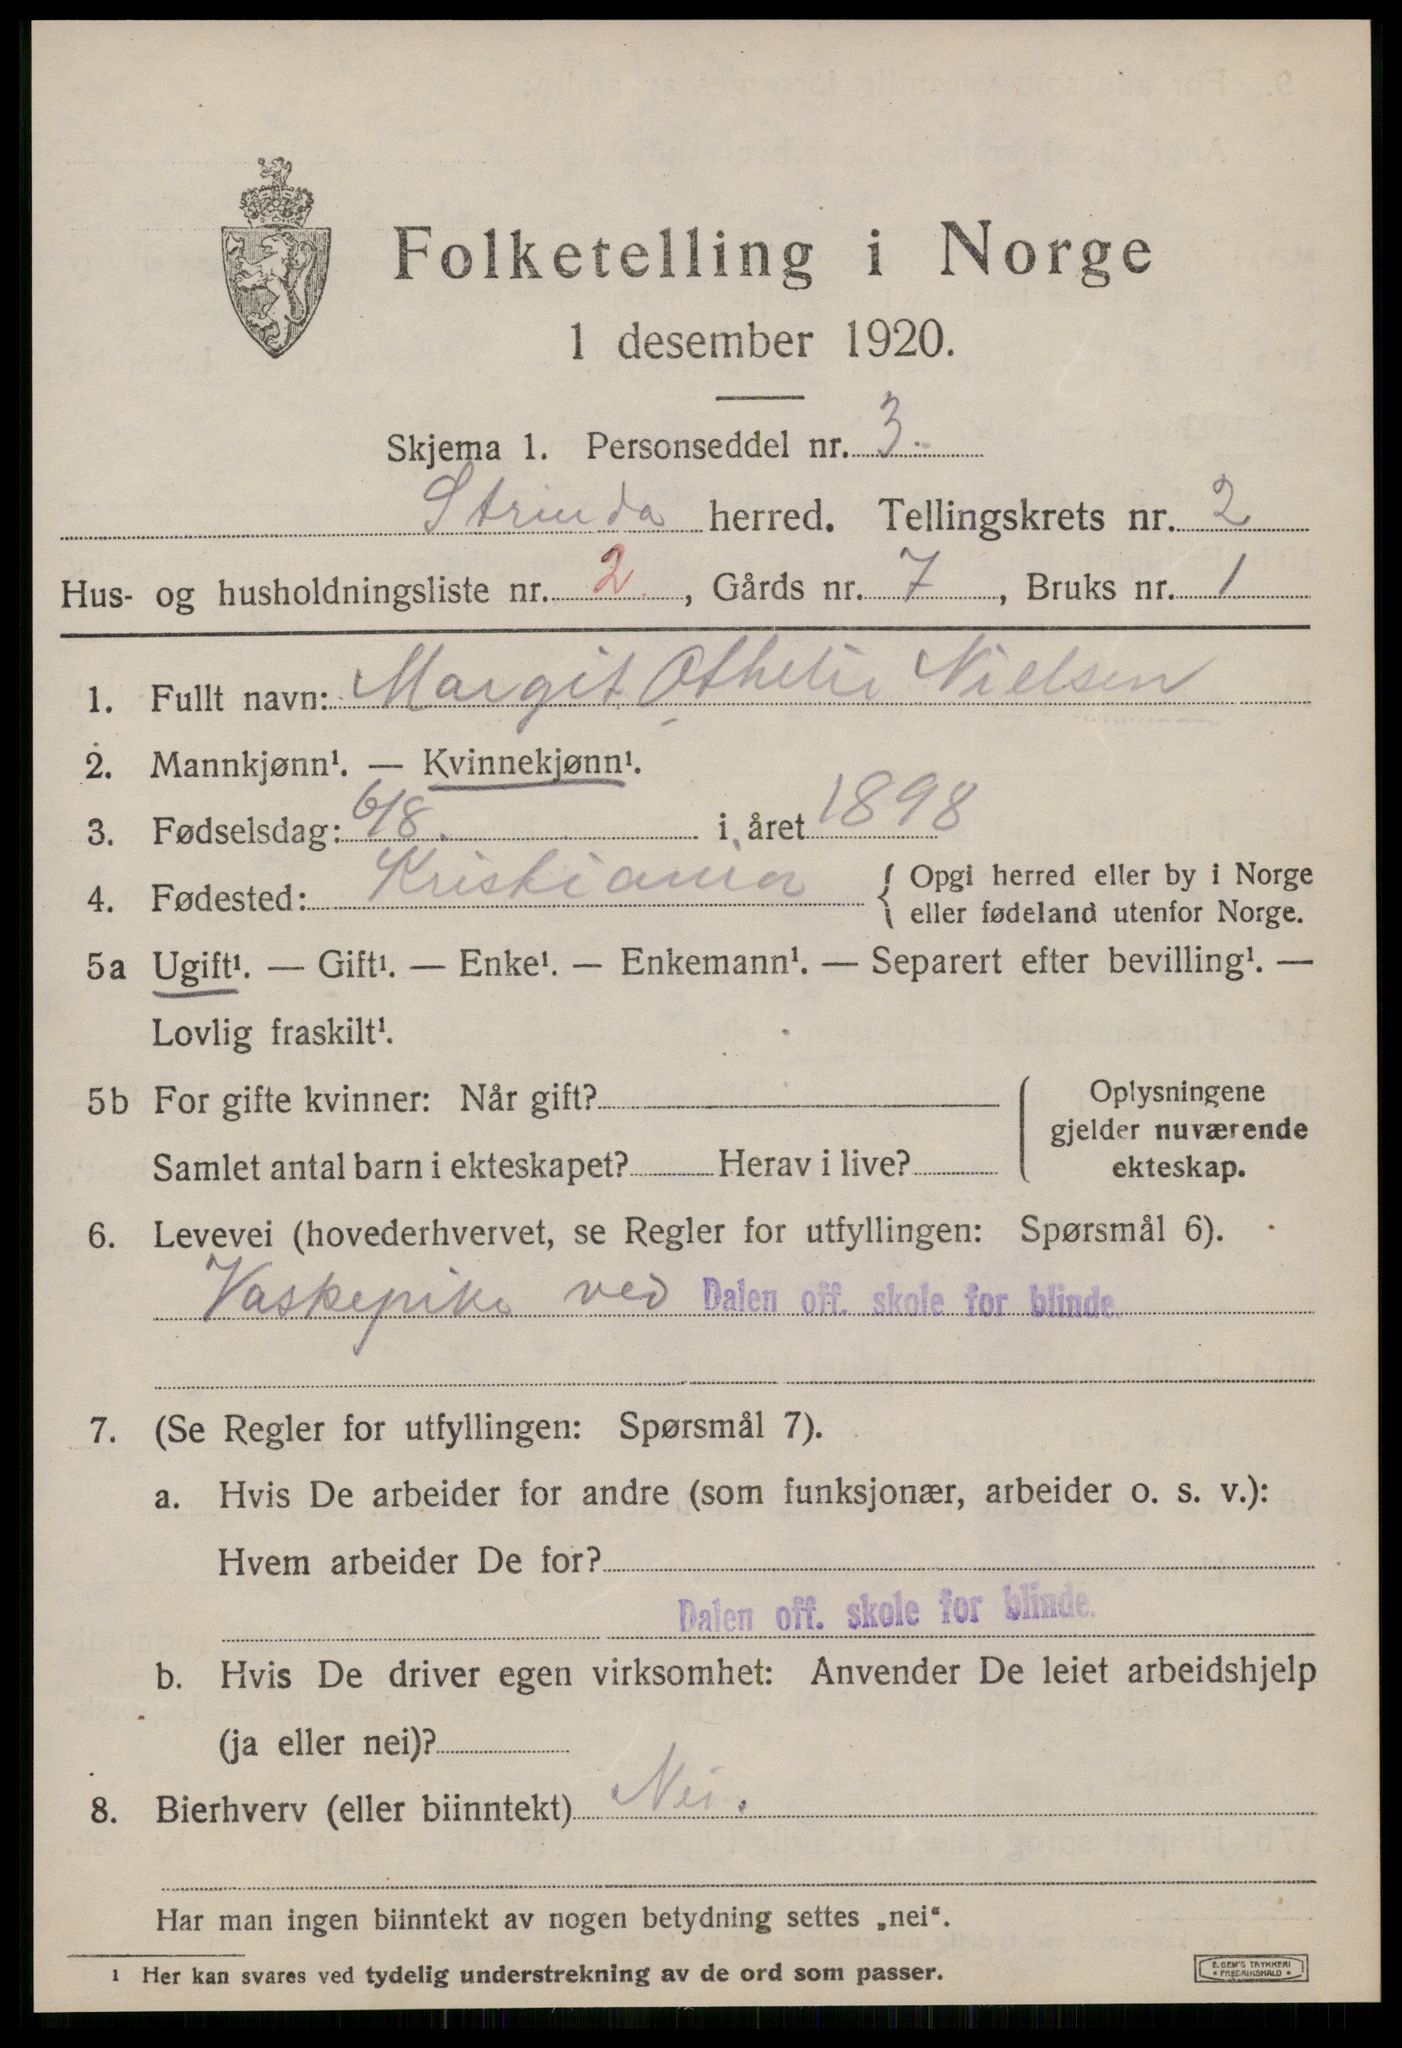 Folketelling i Norge
1 desember 1920.
Skjema 1. Personseddel nr. 3.
Strinda herred. Tellingskrets nr. 2
Hus- og husholdningsliste nr. 2, Gårds nr. 7, Bruks nr. 1
1. Fullt navn: Margit Othelie Nielsen
2. Mannkjønn¹. — Kvinnekjønn¹.
3. Fødselsdag: 6/8. i året 1898
4. Fødested: Kristiania { Opgi herred eller by i Norge
eller fødeland utenfor Norge.
5a Ugift¹. — Gift¹. — Enke¹. — Enkemann¹. — Separert efter bevilling¹. —
Lovlig fraskilt¹.
5b For gifte kvinner: Når gift?
Samlet antal barn i ekteskapet? Herav i live?
Oplysningene
gjelder nuværende
ekteskap.
6. Levevei (hovederhvervet, se Regler for utfyllingen: Spørsmål 6).
Vaskepike ved Dalen off. skole for blinde.
7. (Se Regler for utfyllingen: Spørsmål 7).
a. Hvis De arbeider for andre (som funksjonær, arbeider o. s. v.):
Hvem arbeider De for?
Dalen off. skole for blinde.
b. Hvis De driver egen virksomhet: Anvender De leiet arbeidshjelp
(ja eller nei)?
8. Bierhverv (eller biinntekt) Nei.
Har man ingen biinntekt av nogen betydning settes „nei“.
¹ Her kan svares ved tydelig understrekning av de ord som passer.
E. SEM'S TRYKKERI
• FREDRIKSHALD •